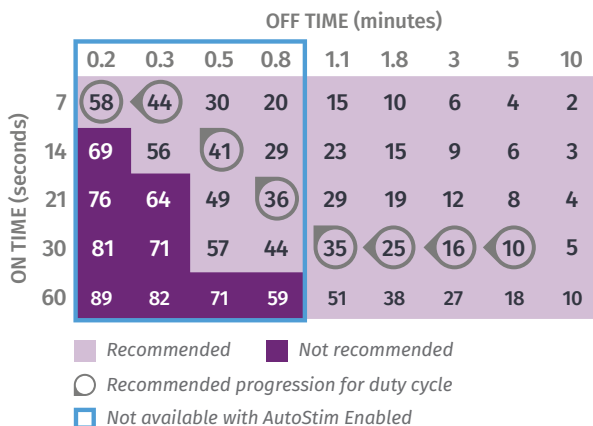 OFF TIME (minutes)
0.2 0.3 0.5 0.8 1.1 1.8 3 5 10
ON TIME (seconds)
7 58 44 30 20 15 10 6 4 2
14 69 56 41 29 23 15 9 6 3
21 76 64 49 36 29 19 12 8 4
30 81 71 57 44 35 25 16 10 5
60 89 82 71 59 51 38 27 18 10
Recommended Not recommended
Recommended progression for duty cycle
Not available with AutoStim Enabled